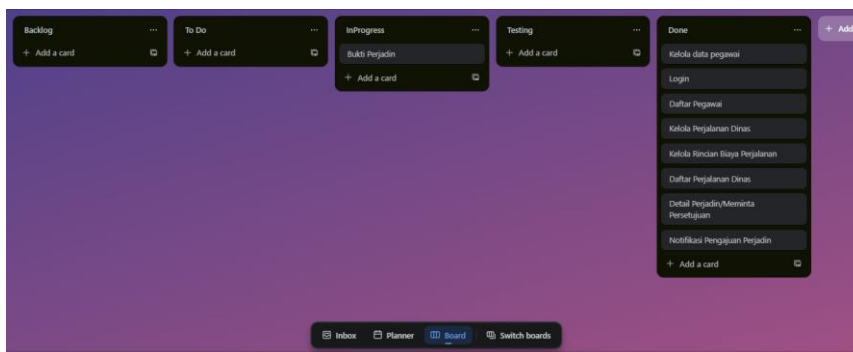 Backlog
+ Add a card
To Do
+ Add a card
InProgress
Bukti Perjadin
+ Add a card
Testing
+ Add a card
Done
Kelola data pegawai
Login
Daftar Pegawai
Kelola Perjalanan Dinas
Kelola Rincian Biaya Perjalanan
Daftar Perjalanan Dinas
Detail Perjadin/Meminta
Persetujuan
Notifikasi Pengajuan Perjadin
+ Add a card
+ Add
Inbox
Planner
Board
Switch boards